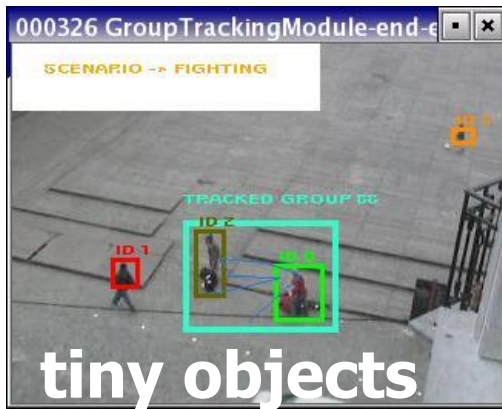 000326 GroupTrackingModule-end-e
SCENARIO -> FIGHTING
TRACKED GROUP
ID 2
ID 1
tiny objects